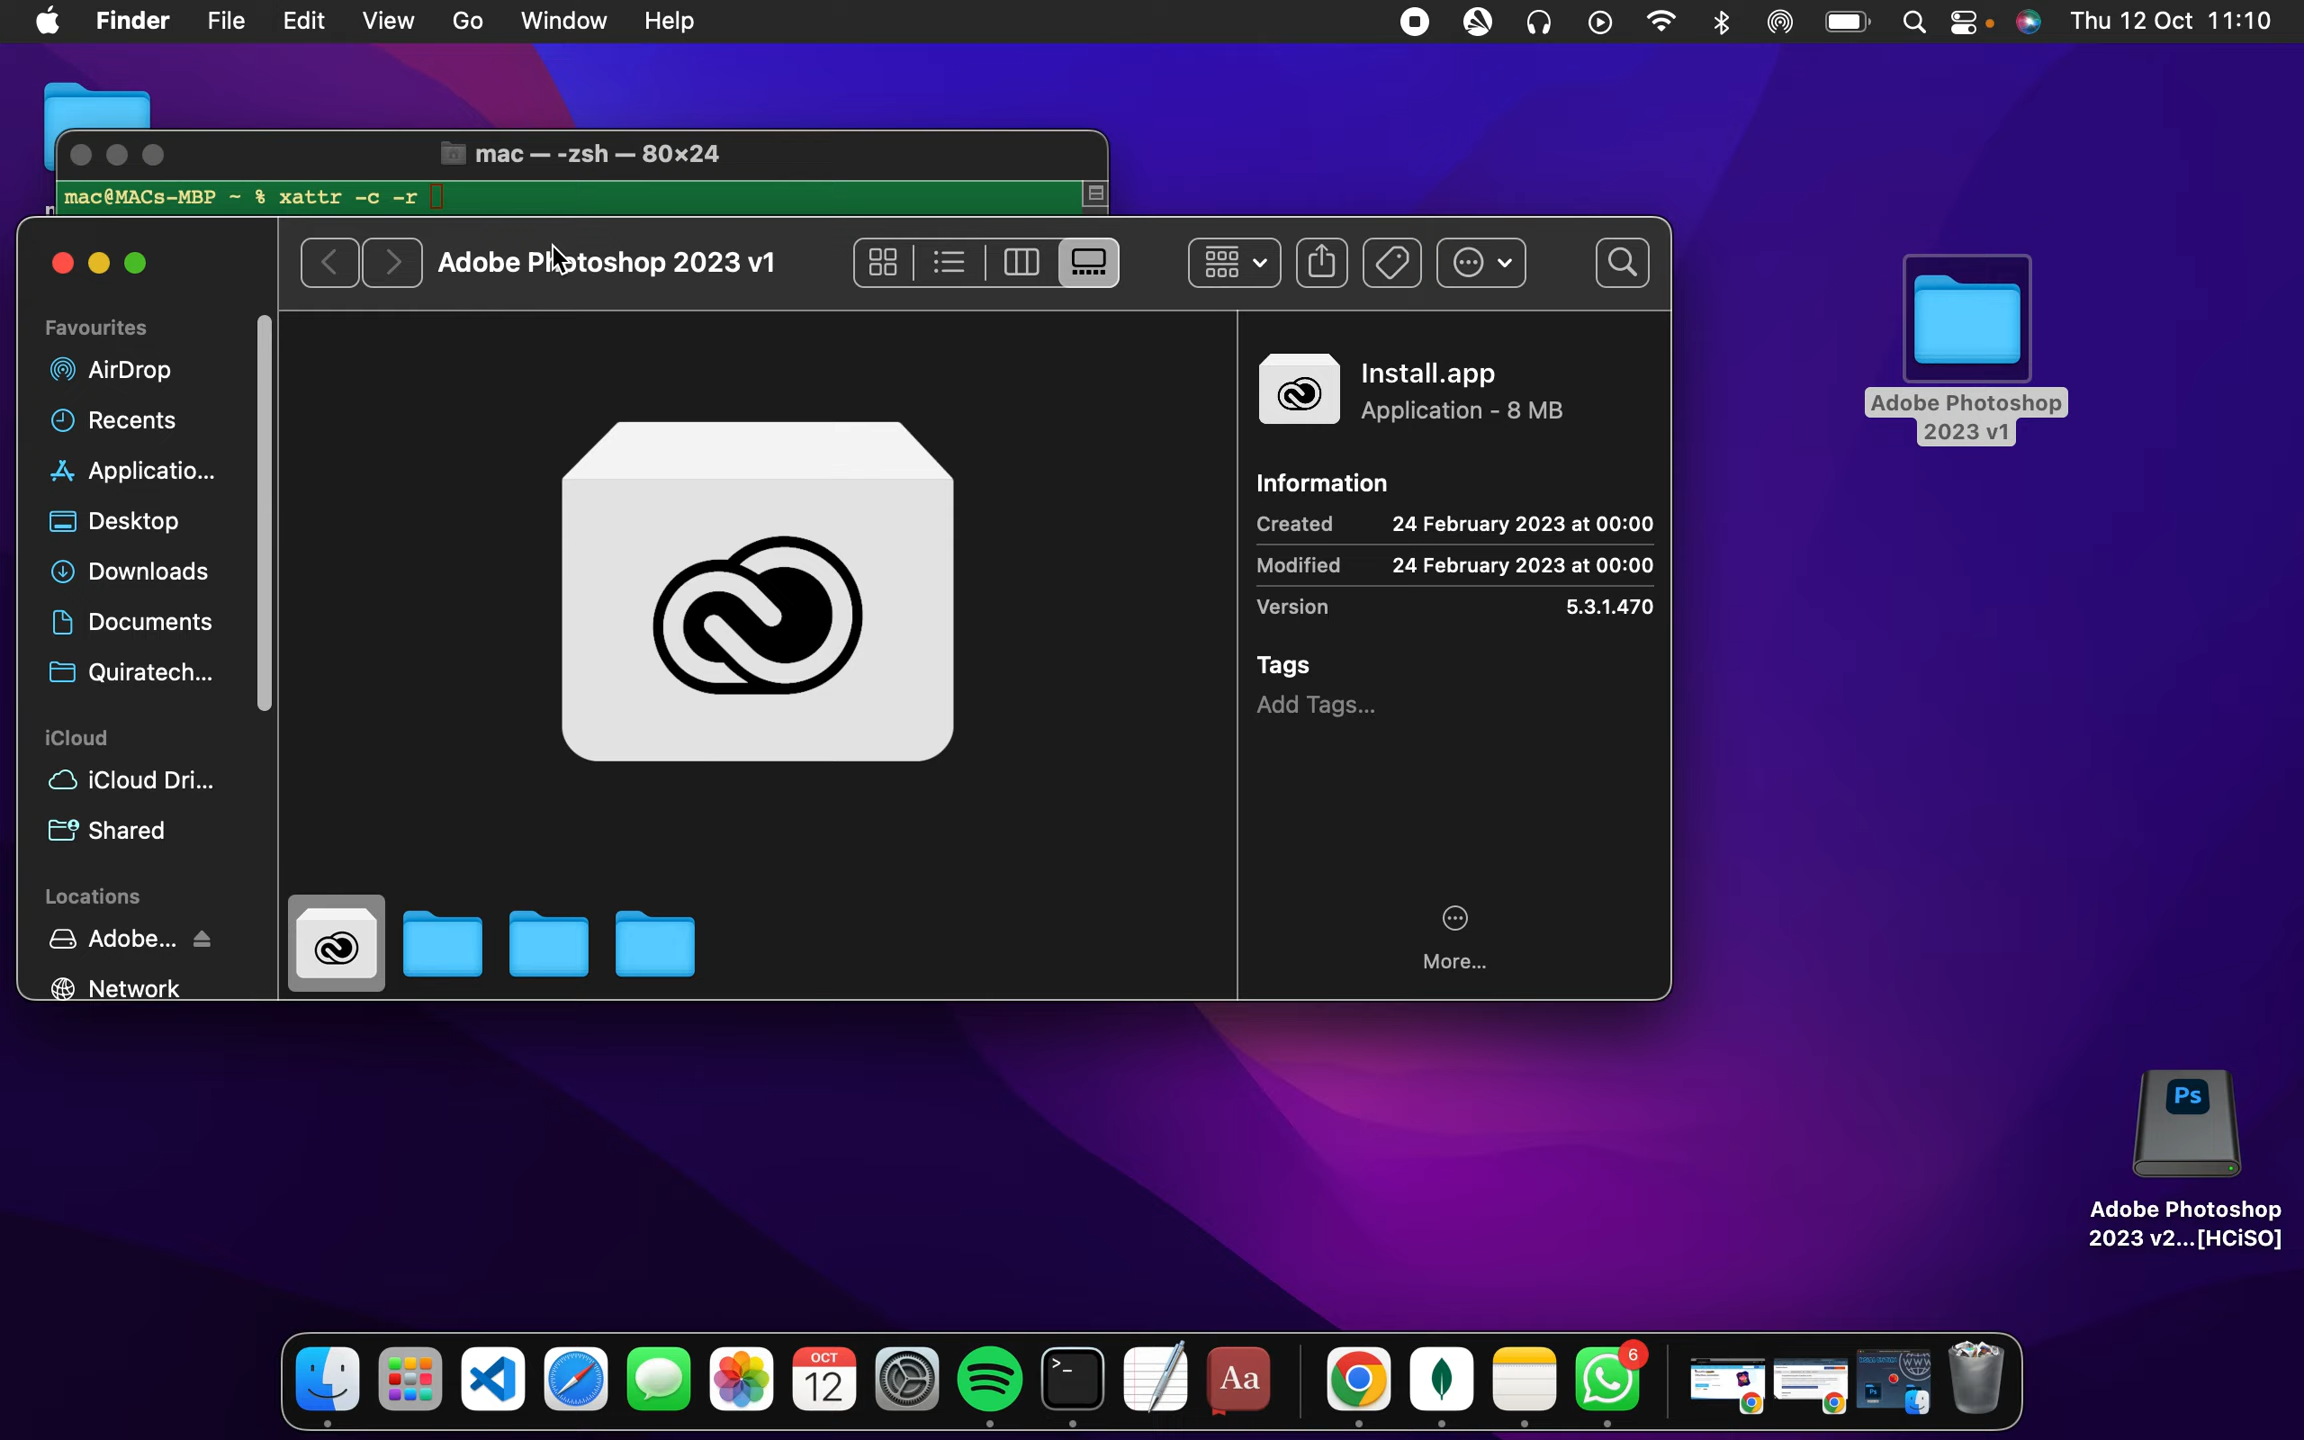 Finder File Edit View Go Window Help Thu 12 Oct 11:10
mac — -zsh — 80×24
mac@MACs-MBP ~ % xattr -c -r
Adobe Photoshop 2023 v1
Favourites
AirDrop
Recents
Applicatio...
Desktop
Downloads
Documents
Quiratech...
iCloud
iCloud Dri...
Shared
Locations
Adobe...
Network
Install.app
Application - 8 MB
Information
Created 24 February 2023 at 00:00
Modified 24 February 2023 at 00:00
Version 5.3.1.470
Tags
Add Tags...
More...
Adobe Photoshop
2023 v1
Ps
Adobe Photoshop
2023 v2...[HCiSO]
OCT
12
>_
Aa
6